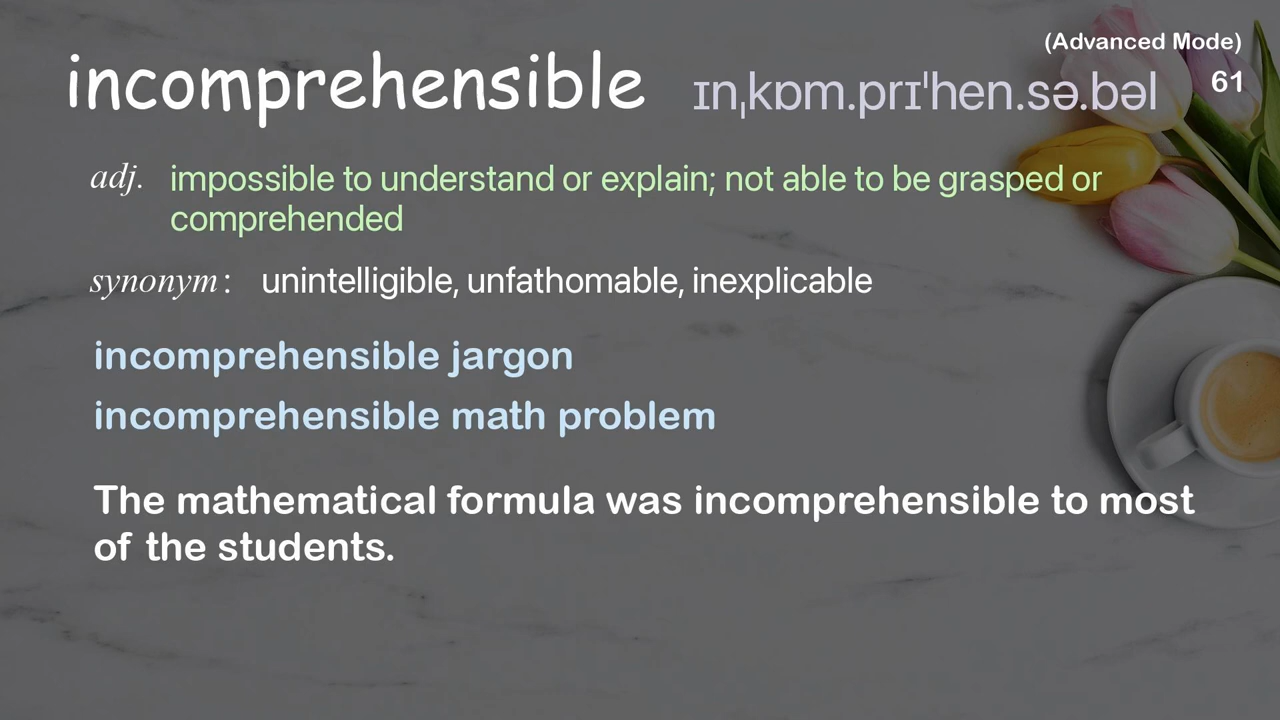 (Advanced Mode)
incomprehensible ɪnˌkɒm.prɪˈhen.sə.bəl 61
adj. impossible to understand or explain; not able to be grasped or
comprehended
synonym: unintelligible, unfathomable, inexplicable
incomprehensible jargon
incomprehensible math problem
The mathematical formula was incomprehensible to most
of the students.